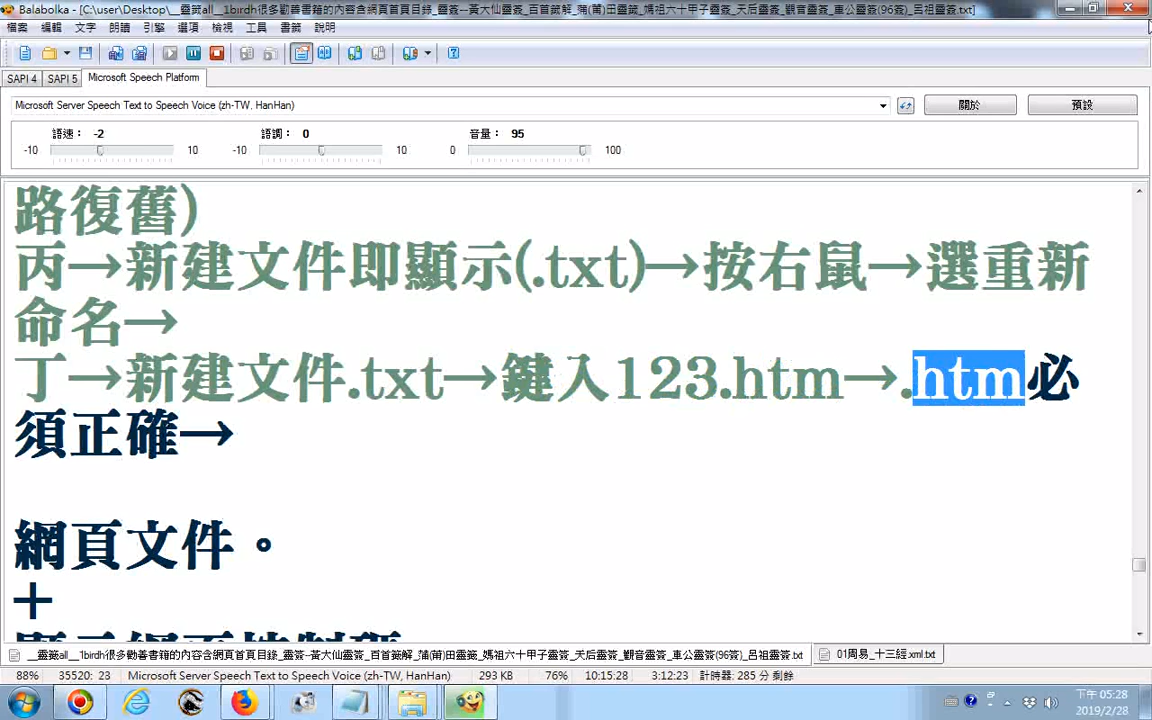 Balabolka - [C:\user\Desktop\__靈籤all__1birdh很多勸善書籍的內容含網頁首頁目錄_靈簽--黃大仙靈簽_百首籤解_蒲(莆)田靈籤_媽祖六十甲子靈簽_天后靈簽_觀音靈簽_車公靈簽(96簽)_呂祖靈簽.txt]
檔案 編輯 文字 朗讀 引擎 選項 檢視 工具 書籤 說明
SAPI 4 SAPI 5 Microsoft Speech Platform
Microsoft Server Speech Text to Speech Voice (zh-TW, HanHan) 關於 預設
語速： -2 語調： 0 音量： 95
-10 10 -10 10 0 100
路復舊)
丙→新建文件即顯示(.txt)→按右鼠→選重新
命名→
丁→新建文件.txt→鍵入123.htm→.htm必
須正確→
網頁文件。
＋
__靈籤all__1birdh很多勸善書籍的內容含網頁首頁目錄_靈簽--黃大仙靈簽_百首籤解_蒲(莆)田靈籤_媽祖六十甲子靈簽_天后靈簽_觀音靈簽_車公靈簽(96簽)_呂祖靈簽.txt 01周易_十三經.xml.txt
88% 35520: 23 Microsoft Server Speech Text to Speech Voice (zh-TW, HanHan) 293 KB 76% 10:15:28 3:12:23 計時器: 285 分 剩餘
下午 05:28
2019/2/28